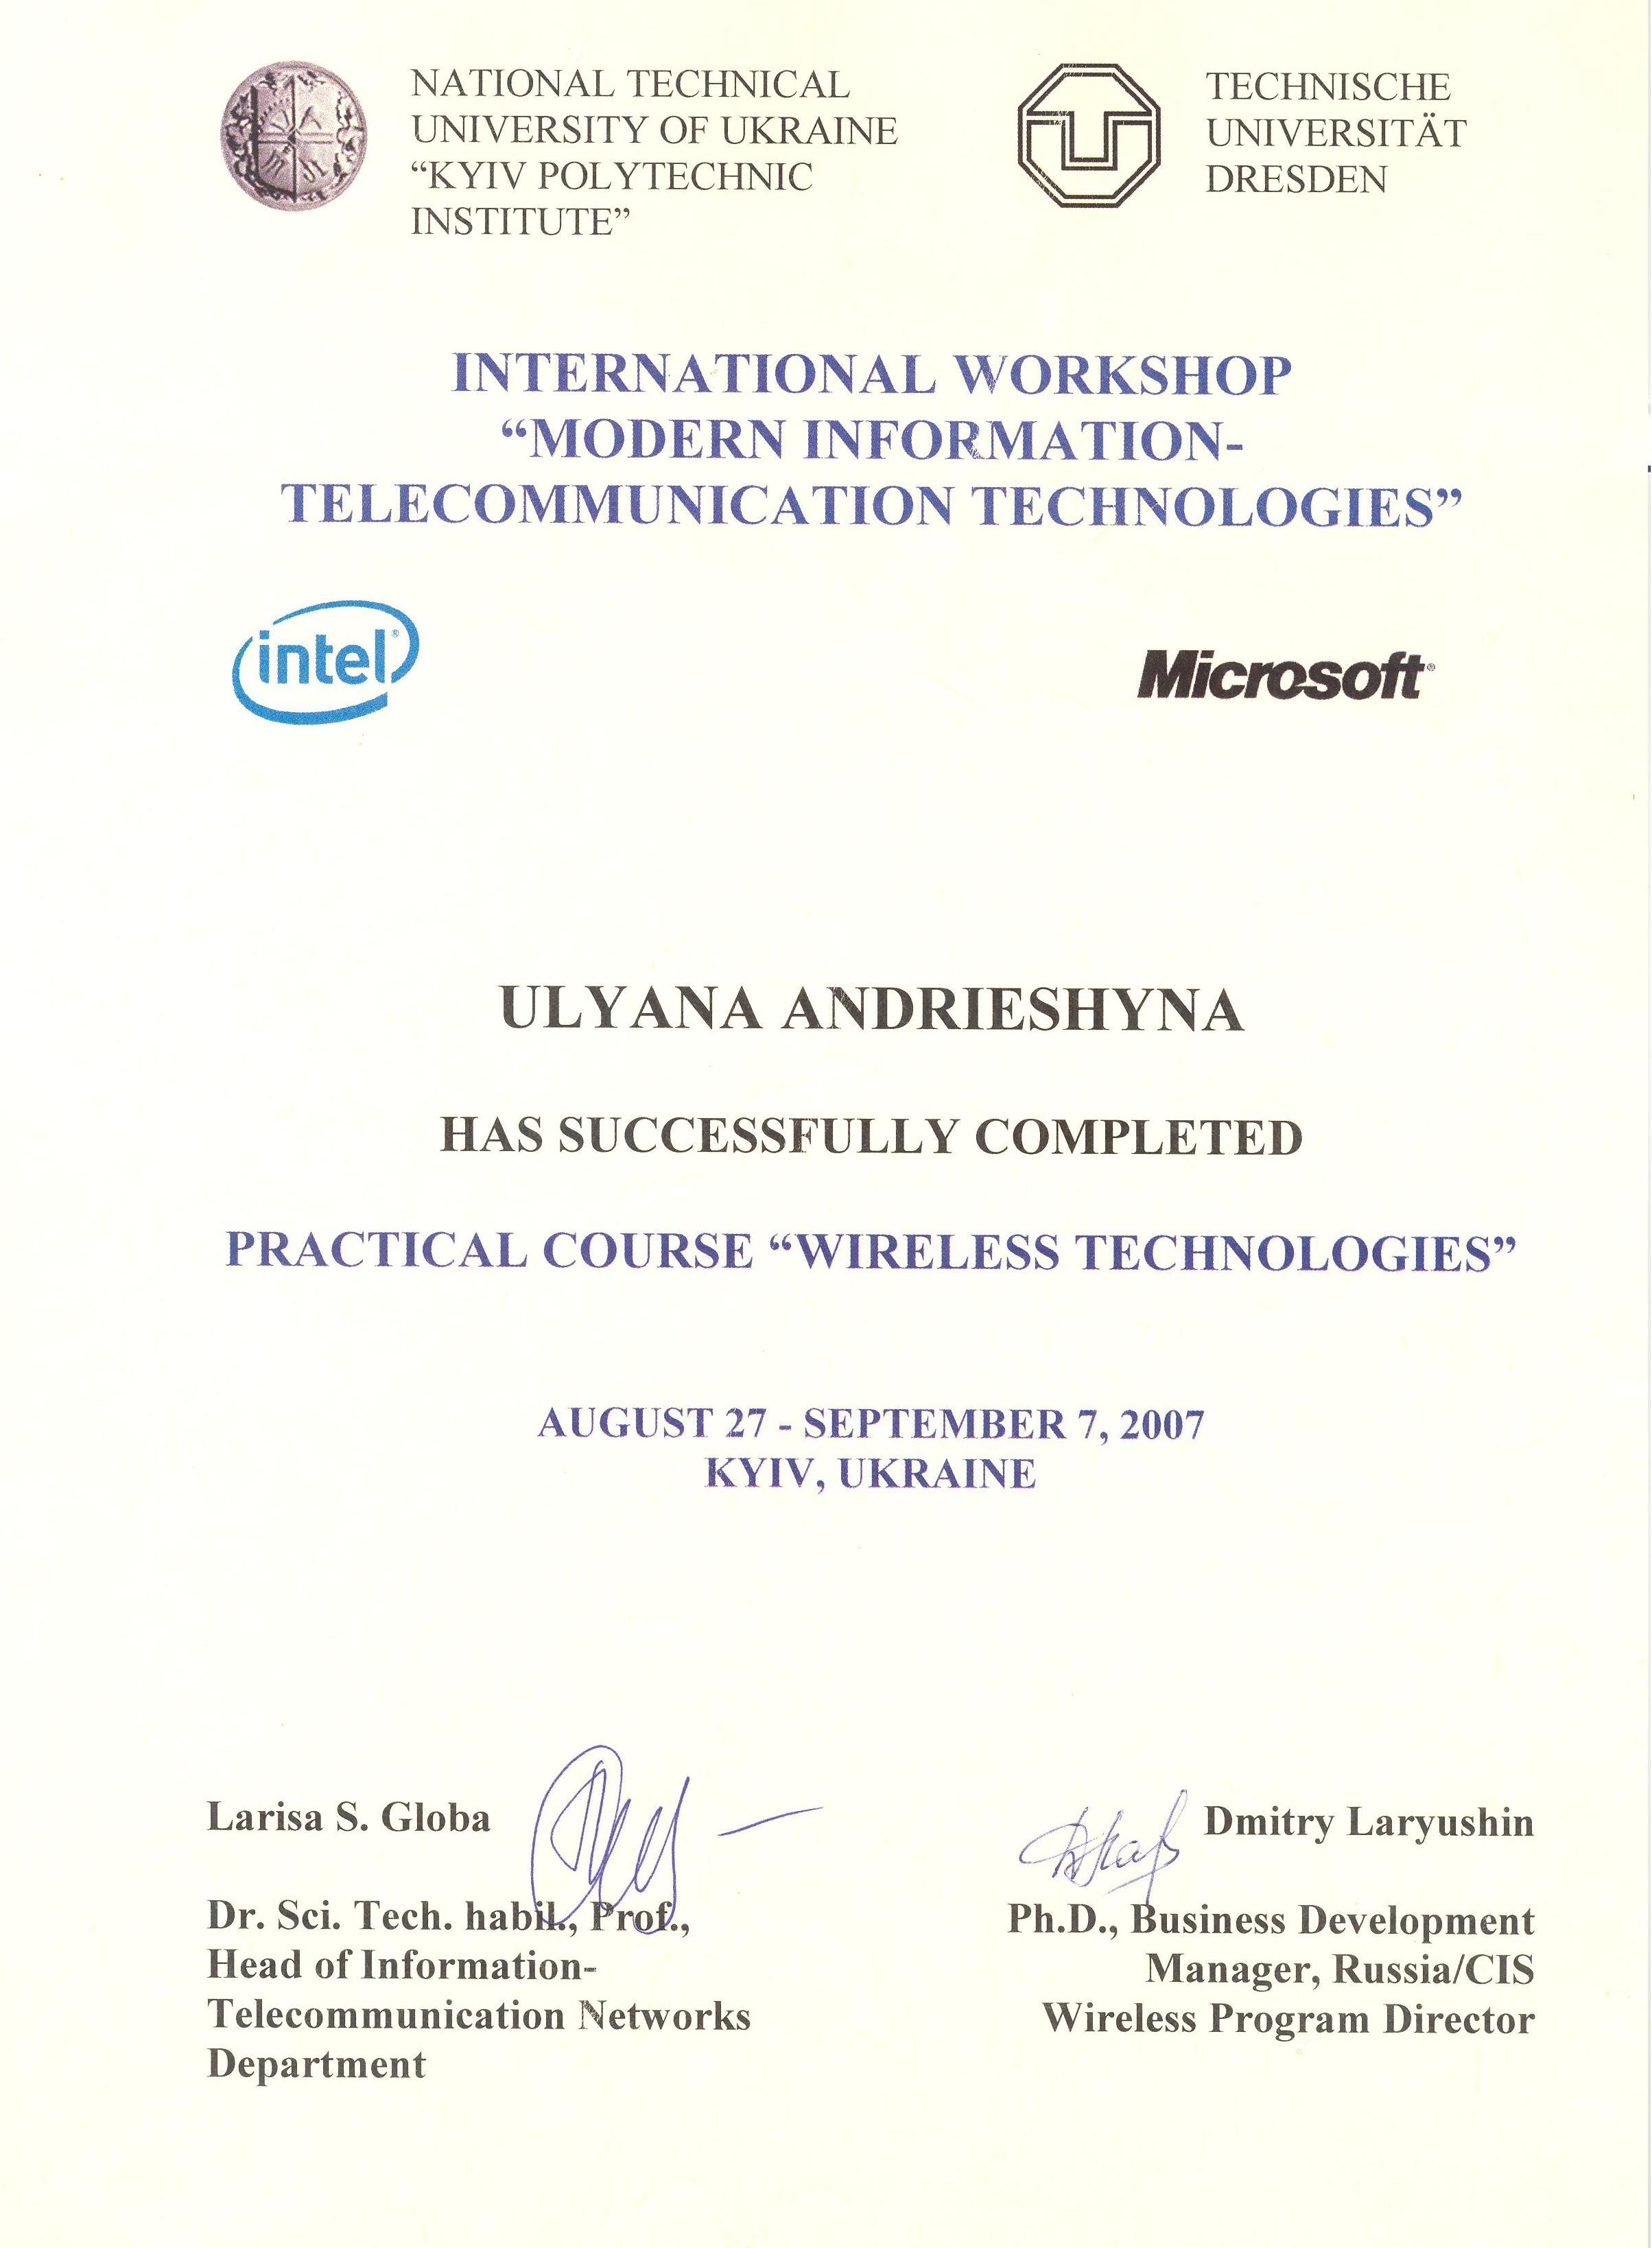 NATIONAL TECHNICAL
UNIVERSITY OF UKRAINE
“KYIV POLYTECHNIC
INSTITUTE”
TECHNISCHE
UNIVERSITÄT
DRESDEN
INTERNATIONAL WORKSHOP
“MODERN INFORMATION-
TELECOMMUNICATION TECHNOLOGIES”
intel®
Microsoft®
ULYANA ANDRIESHYNA
HAS SUCCESSFULLY COMPLETED
PRACTICAL COURSE “WIRELESS TECHNOLOGIES”
AUGUST 27 - SEPTEMBER 7, 2007
KYIV, UKRAINE
Larisa S. Globa
Dr. Sci. Tech. habil., Prof.,
Head of Information-
Telecommunication Networks
Department
Dmitry Laryushin
Ph.D., Business Development
Manager, Russia/CIS
Wireless Program Director